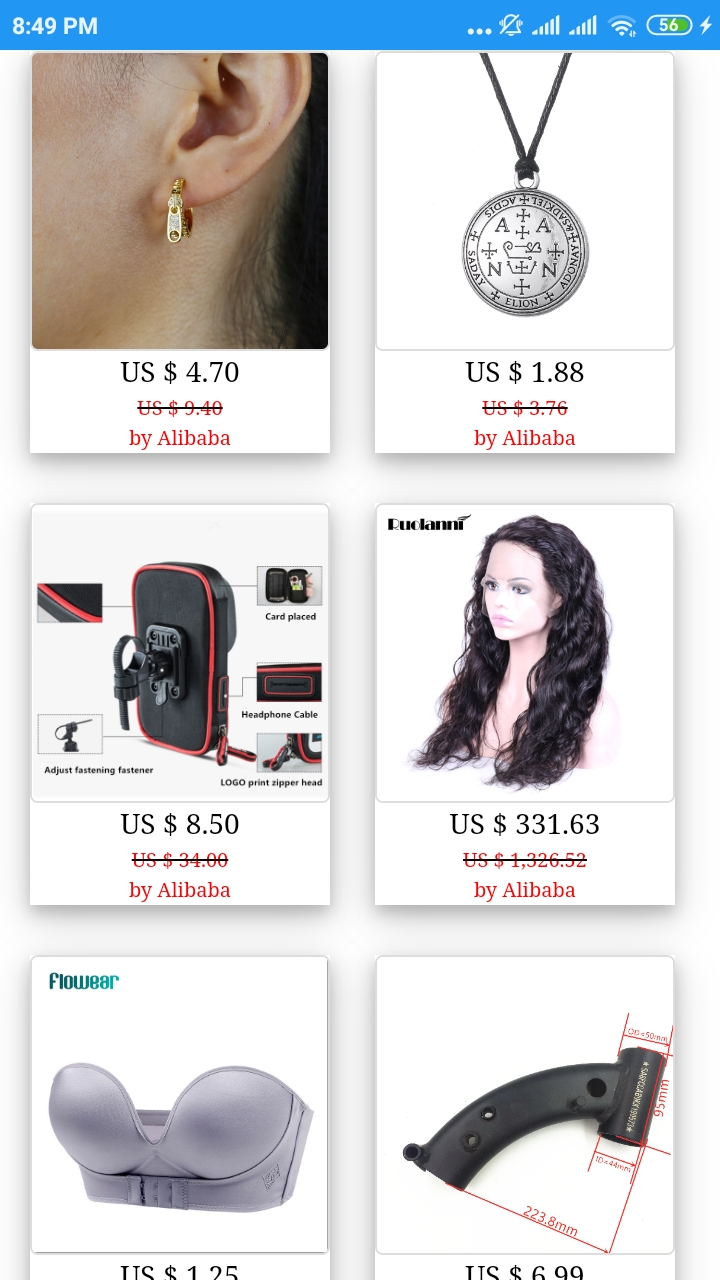 8:49 PM
56
ACDIS TETRAGRAMMATON
A A
N N
SADAY ELION ADONAY
US $ 4.70
US $ 1.88
US $ 9.40
US $ 3.76
by Alibaba
by Alibaba
Card placed
Headphone Cable
Adjust fastening fastener
LOGO print zipper head
Ruolanni
US $ 8.50
US $ 331.63
US $ 34.00
US $ 1,326.52
by Alibaba
by Alibaba
flowear
OD=50mm
95mm
ID=44mm
223.8mm
US $ 1.25
US $ 6.99